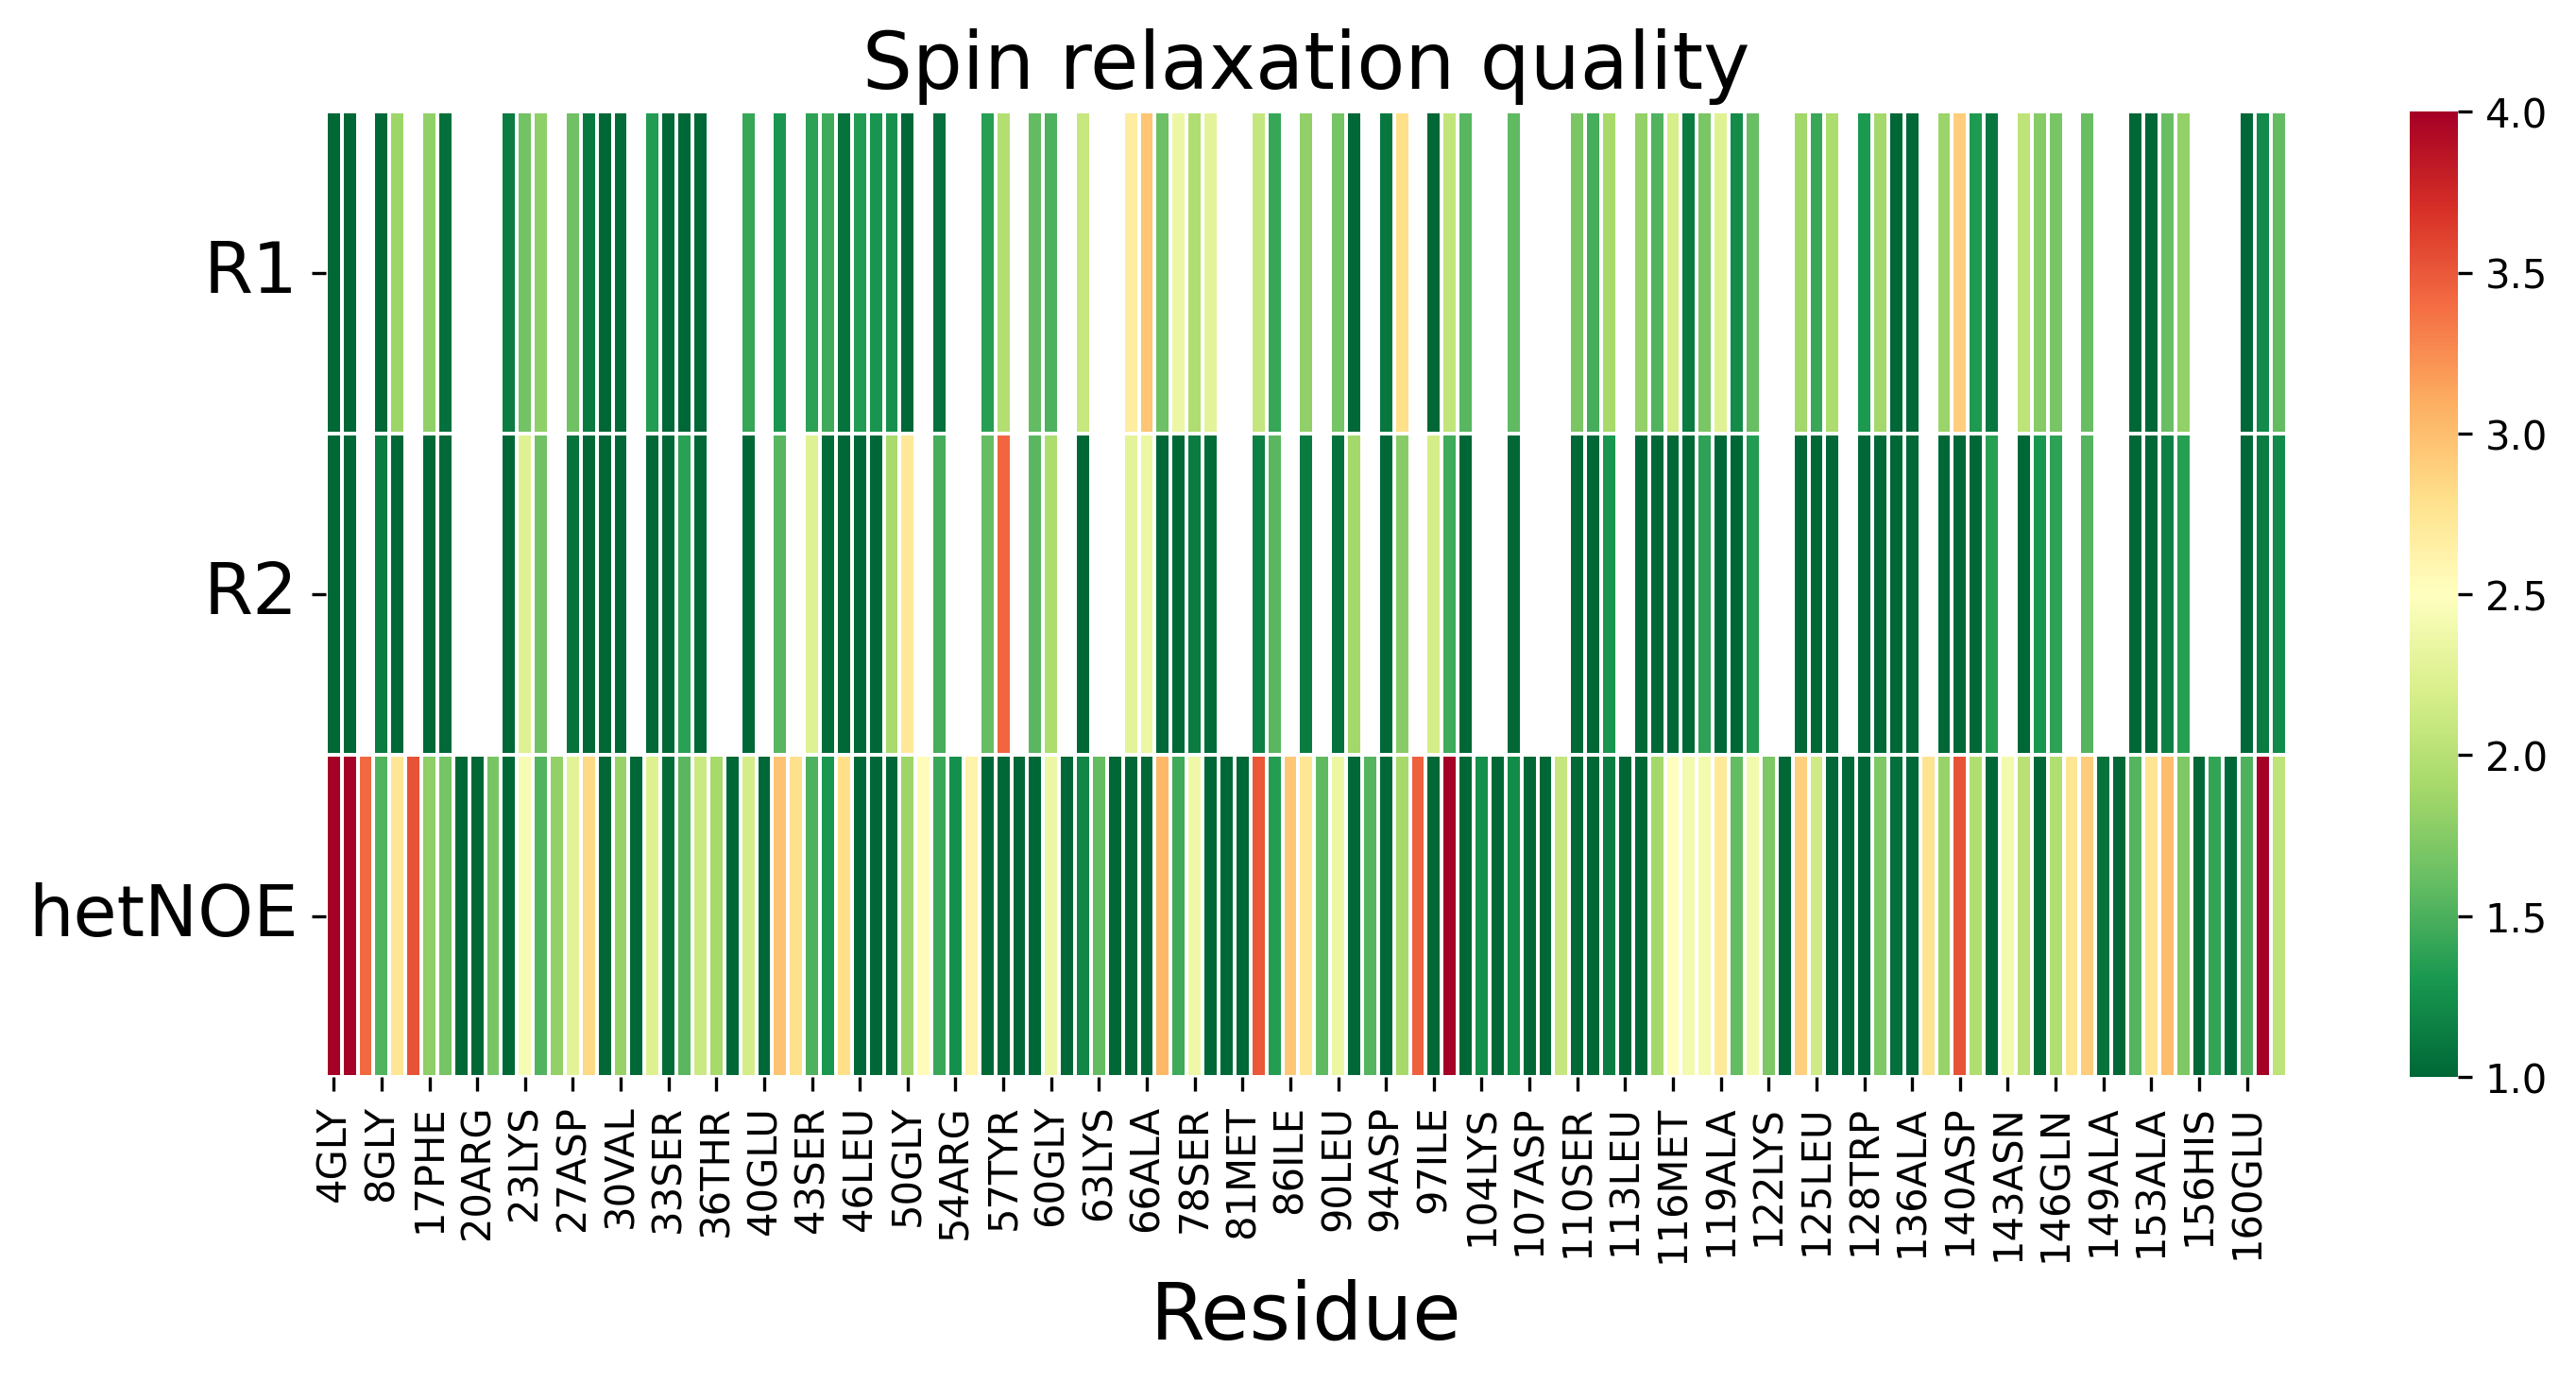 Spin relaxation quality
R1
R2
hetNOE
4GLY
8GLY
17PHE
20ARG
23LYS
27ASP
30VAL
33SER
36THR
40GLU
43SER
46LEU
50GLY
54ARG
57TYR
60GLY
63LYS
66ALA
78SER
81MET
86ILE
90LEU
94ASP
97ILE
104LYS
107ASP
110SER
113LEU
116MET
119ALA
122LYS
125LEU
128TRP
136ALA
140ASP
143ASN
146GLN
149ALA
153ALA
156HIS
160GLU
Residue
4.0
3.5
3.0
2.5
2.0
1.5
1.0